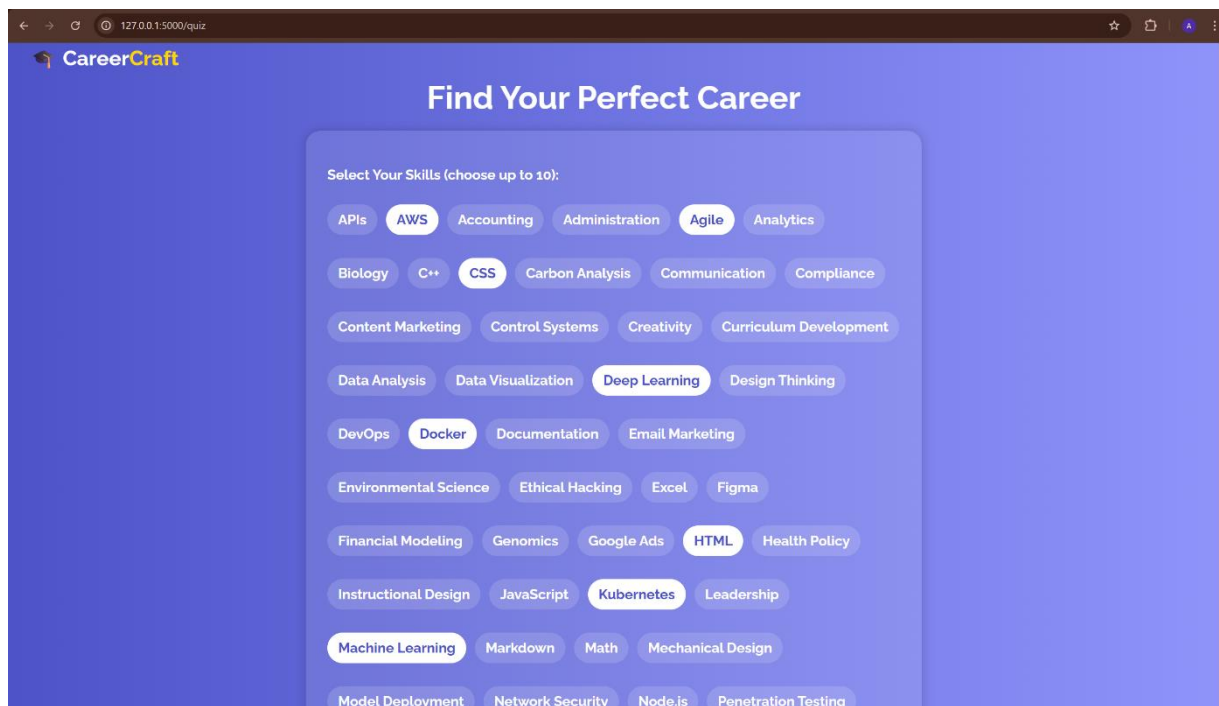 127.0.0.1:5000/quiz
A
CareerCraft
Find Your Perfect Career
Select Your Skills (choose up to 10):
APIs AWS Accounting Administration Agile Analytics
Biology C++ CSS Carbon Analysis Communication Compliance
Content Marketing Control Systems Creativity Curriculum Development
Data Analysis Data Visualization Deep Learning Design Thinking
DevOps Docker Documentation Email Marketing
Environmental Science Ethical Hacking Excel Figma
Financial Modeling Genomics Google Ads HTML Health Policy
Instructional Design JavaScript Kubernetes Leadership
Machine Learning Markdown Math Mechanical Design
Model Deployment Network Security Node.js Penetration Testing